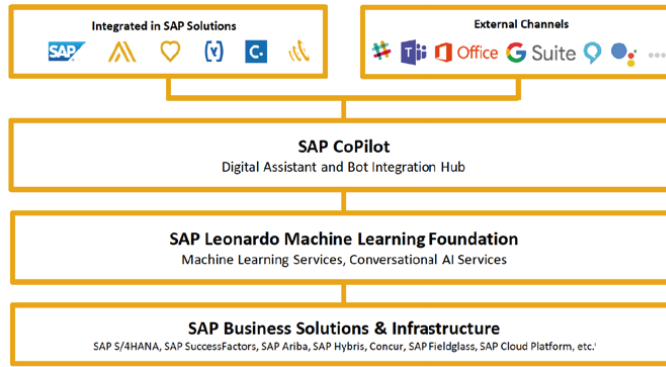 Integrated in SAP Solutions
SAP
C.
External Channels
Office
G Suite
SAP CoPilot
Digital Assistant and Bot Integration Hub
SAP Leonardo Machine Learning Foundation
Machine Learning Services, Conversational AI Services
SAP Business Solutions & Infrastructure
SAP S/4HANA, SAP SuccessFactors, SAP Ariba, SAP Hybris, Concur, SAP Fieldglass, SAP Cloud Platform, etc.